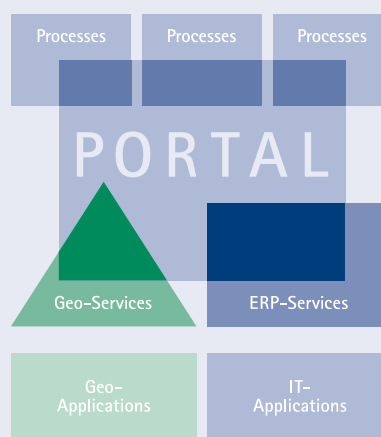 Processes Processes Processes
PORTAL
Geo-Services ERP-Services
Geo- IT-
Applications Applications